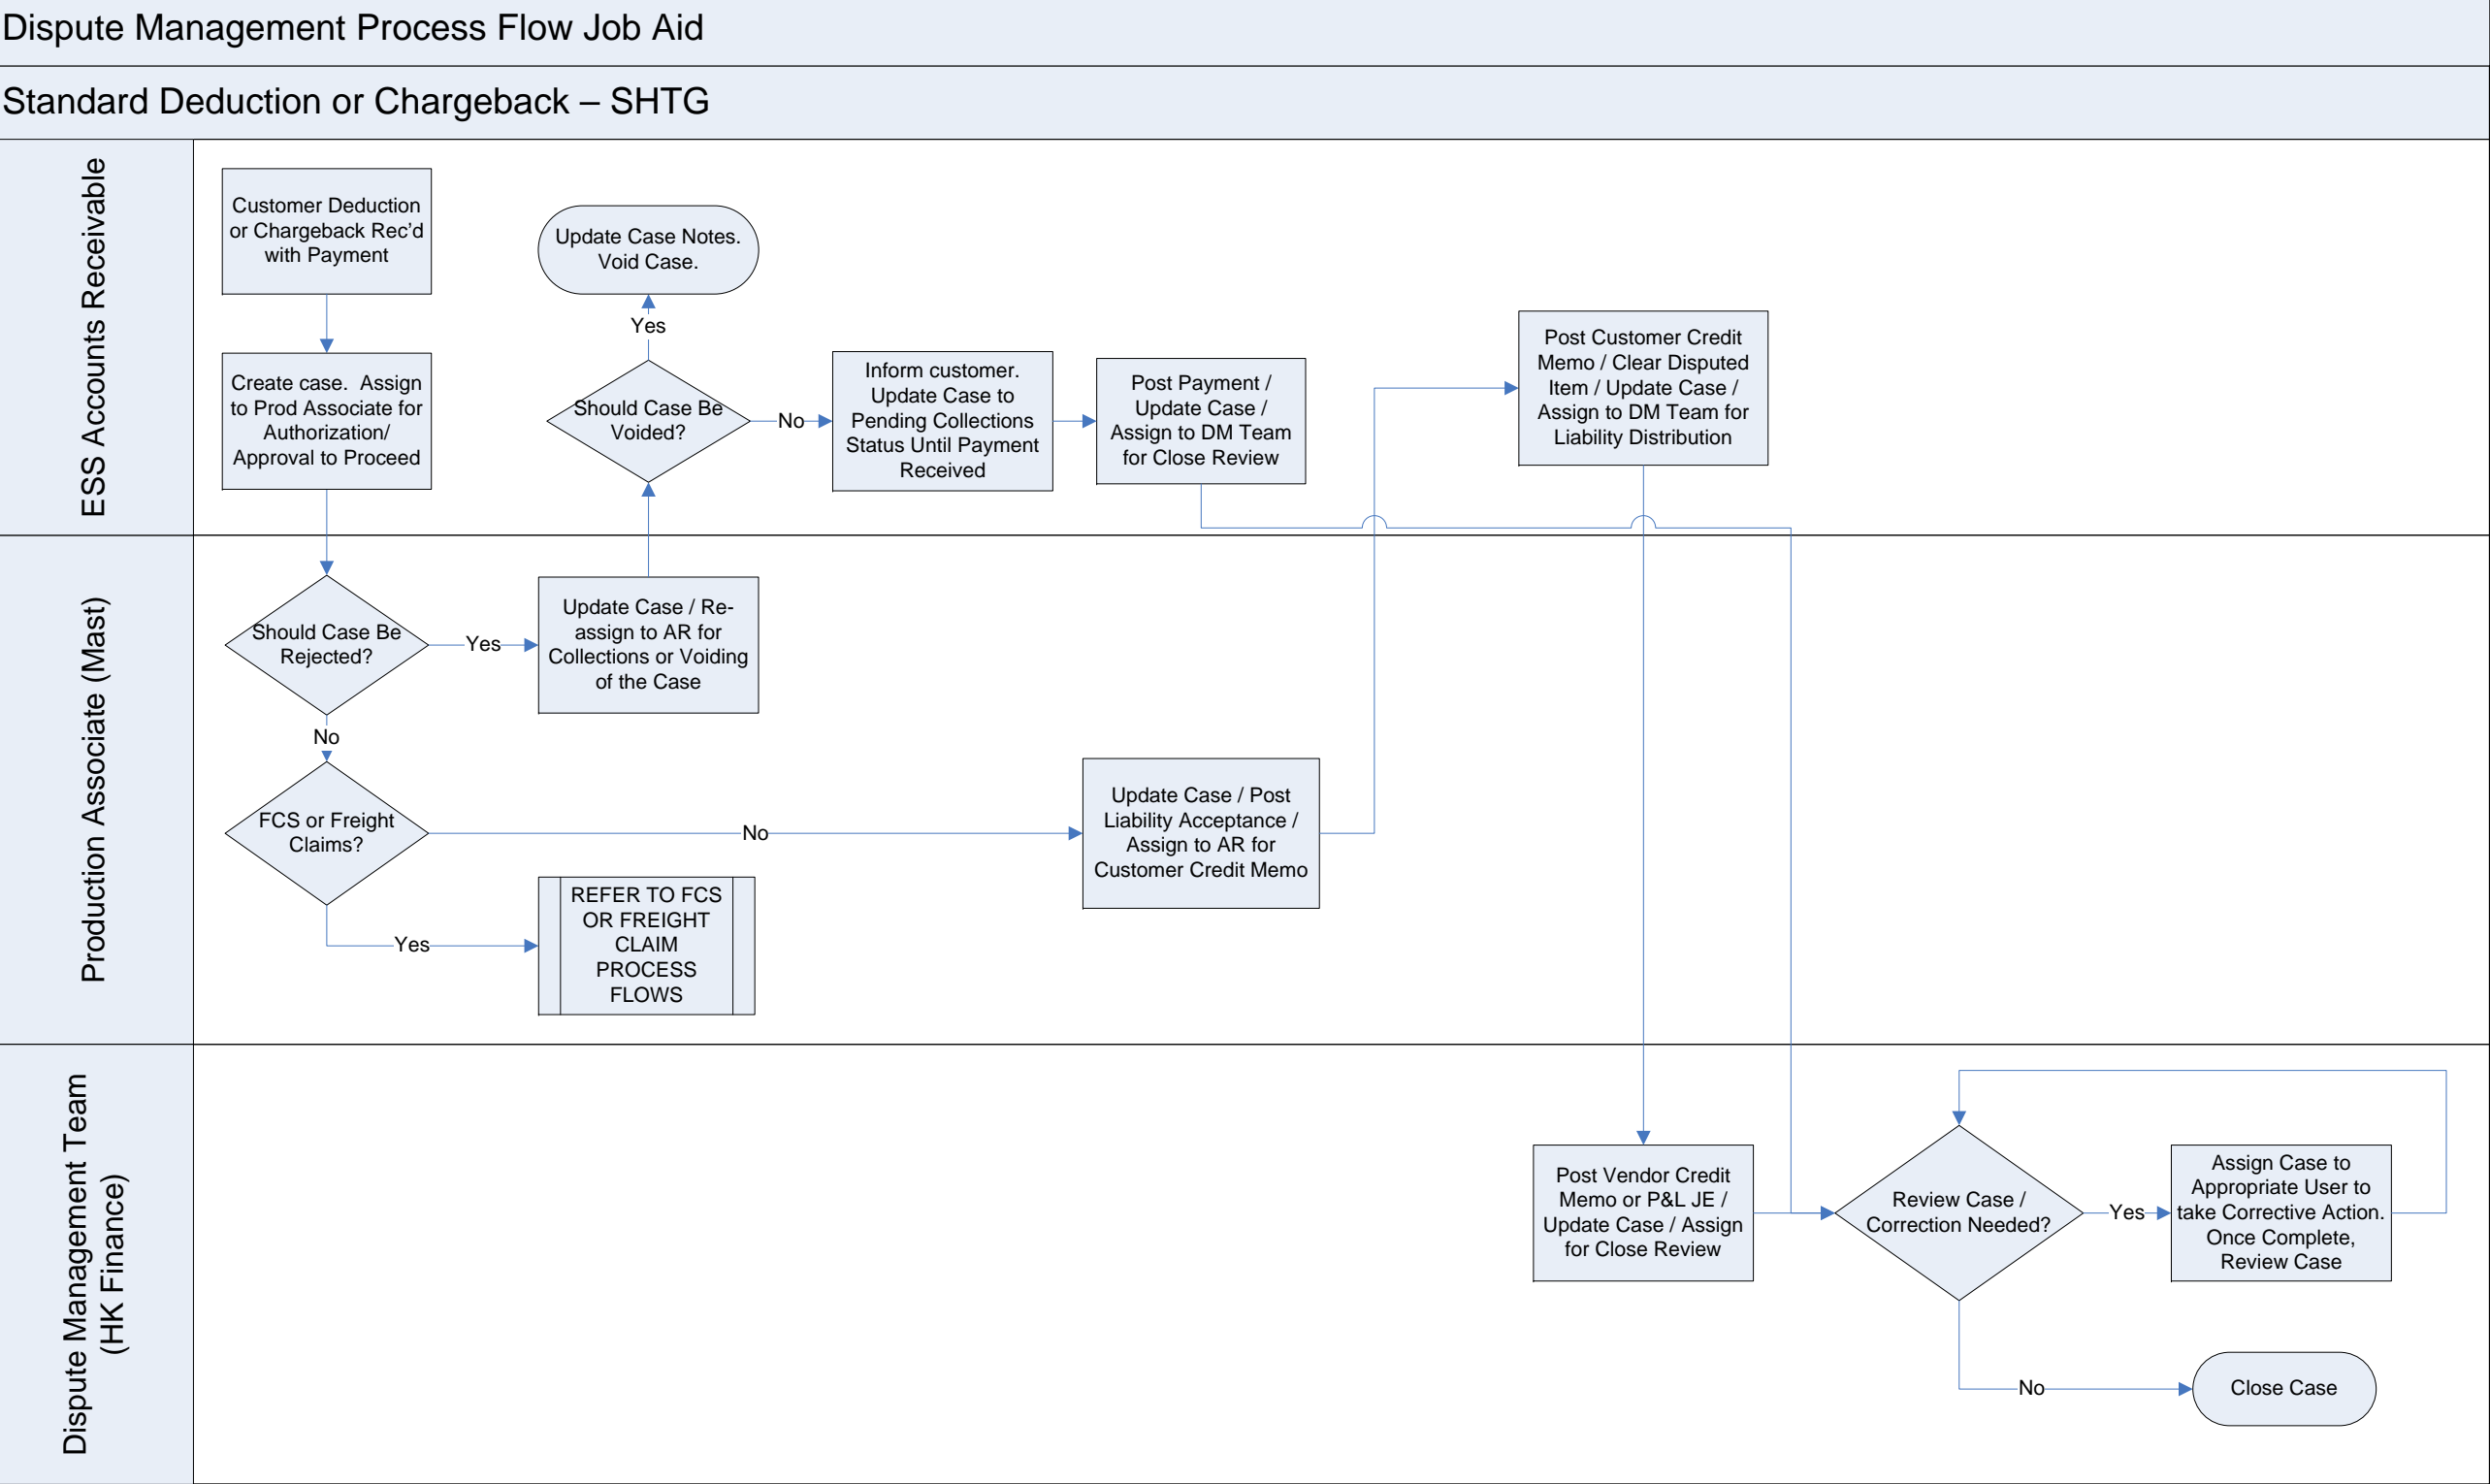 Dispute Management Process Flow Job Aid
Standard Deduction or Chargeback – SHTG
ESS Accounts Receivable
Customer Deduction
or Chargeback Rec’d
with Payment
Create case.  Assign
to Prod Associate for
Authorization/
Approval to Proceed
Update Case Notes.
Void Case.
Yes
Should Case Be
Voided?
No
Inform customer.
Update Case to
Pending Collections
Status Until Payment
Received
Post Payment /
Update Case /
Assign to DM Team
for Close Review
Post Customer Credit
Memo / Clear Disputed
Item / Update Case /
Assign to DM Team for
Liability Distribution
Production Associate (Mast)
Should Case Be
Rejected?
Yes
Update Case / Re-
assign to AR for
Collections or Voiding
of the Case
No
FCS or Freight
Claims?
No
Update Case / Post
Liability Acceptance /
Assign to AR for
Customer Credit Memo
Yes
REFER TO FCS
OR FREIGHT
CLAIM
PROCESS
FLOWS
Dispute Management Team
(HK Finance)
Post Vendor Credit
Memo or P&L JE /
Update Case / Assign
for Close Review
Review Case /
Correction Needed?
Yes
Assign Case to
Appropriate User to
take Corrective Action.
Once Complete,
Review Case
No
Close Case